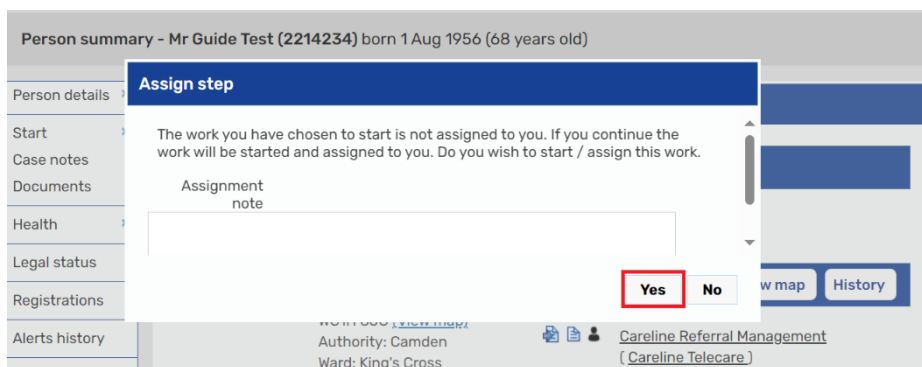 Person summary - Mr Guide Test (2214234) born 1 Aug 1956 (68 years old)
Assign step
Person details
The work you have chosen to start is not assigned to you. If you continue the
work will be started and assigned to you. Do you wish to start / assign this work.
Start
Case notes
Documents
Assignment
note
Health
Legal status
Registrations
Alerts history
Yes
No
w map
History
(View map)
Authority: Camden
Ward: King's Cross
Careline Referral Management
( Careline Telecare )